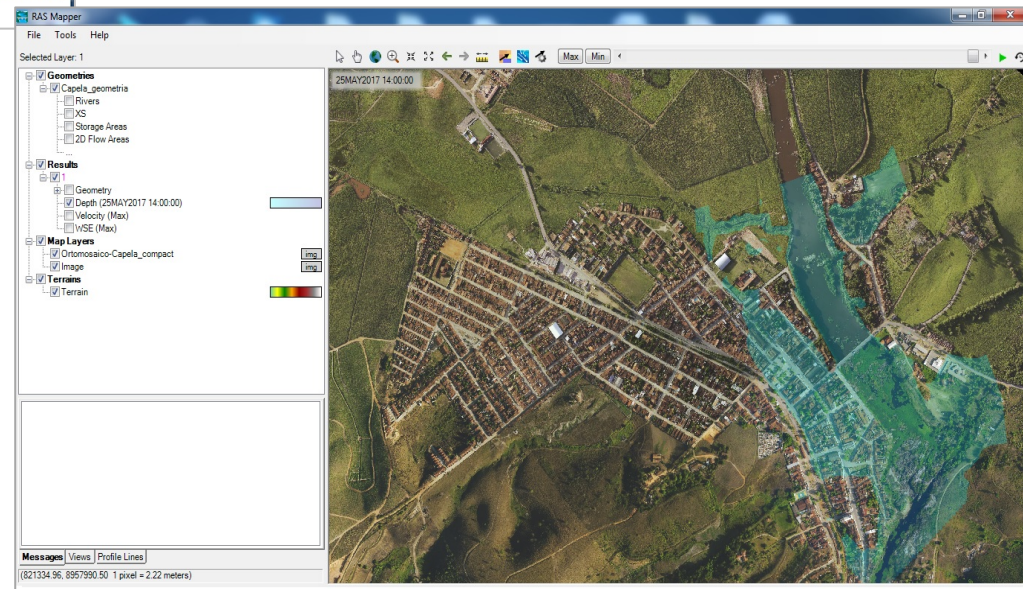 RAS Mapper
File Tools Help
Selected Layer: 1
Max Min
Geometries
Capela_geometria
Rivers
XS
Storage Areas
2D Flow Areas
...
Results
1
Geometry
Depth (25MAY2017 14:00:00)
Velocity (Max)
WSE (Max)
Map Layers
Ortomosaico-Capela_compact img
Image img
Terrains
Terrain
25MAY2017 14:00:00
Messages Views Profile Lines
(821334.96, 8957990.50 1 pixel = 2.22 meters)